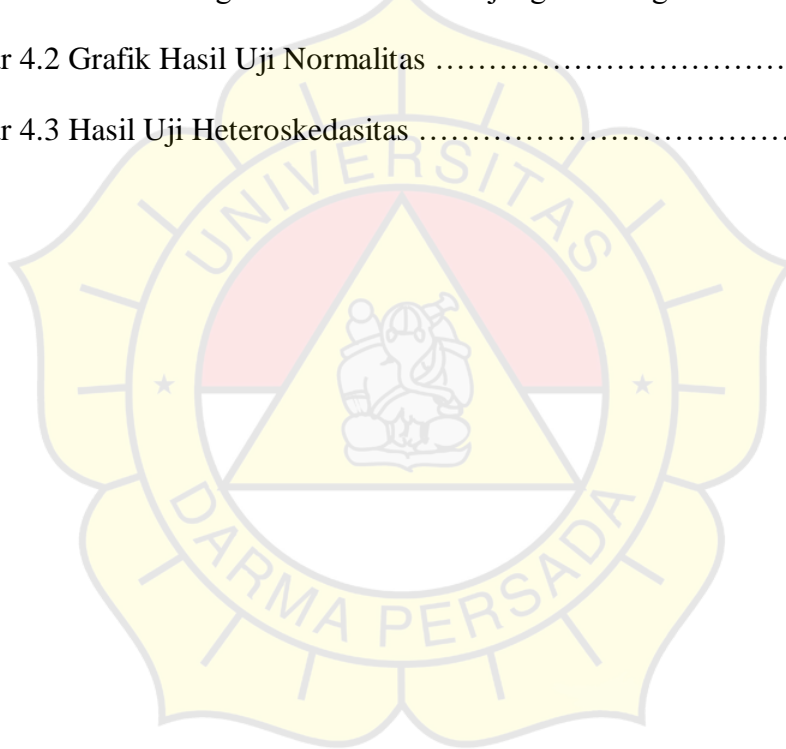 r 4.2 Grafik Hasil Uji Normalitas ……………………………
r 4.3 Hasil Uji Heteroskedasitas ……………………………
UNIVERSITAS
DARMA PERSADA